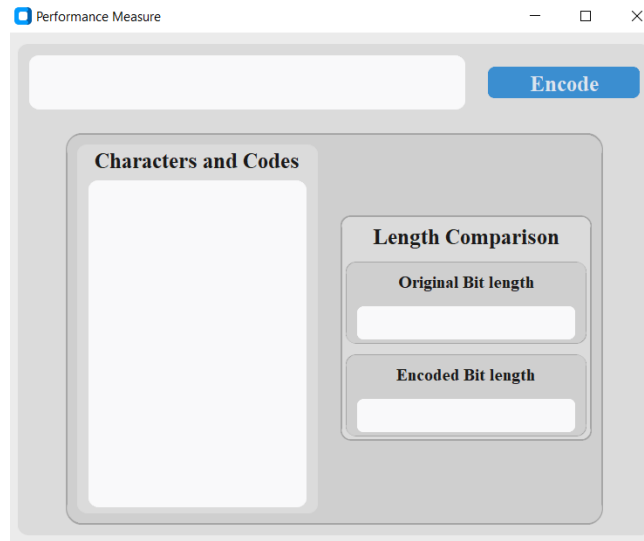 Performance Measure
Encode
Characters and Codes
Length Comparison
Original Bit length
Encoded Bit length